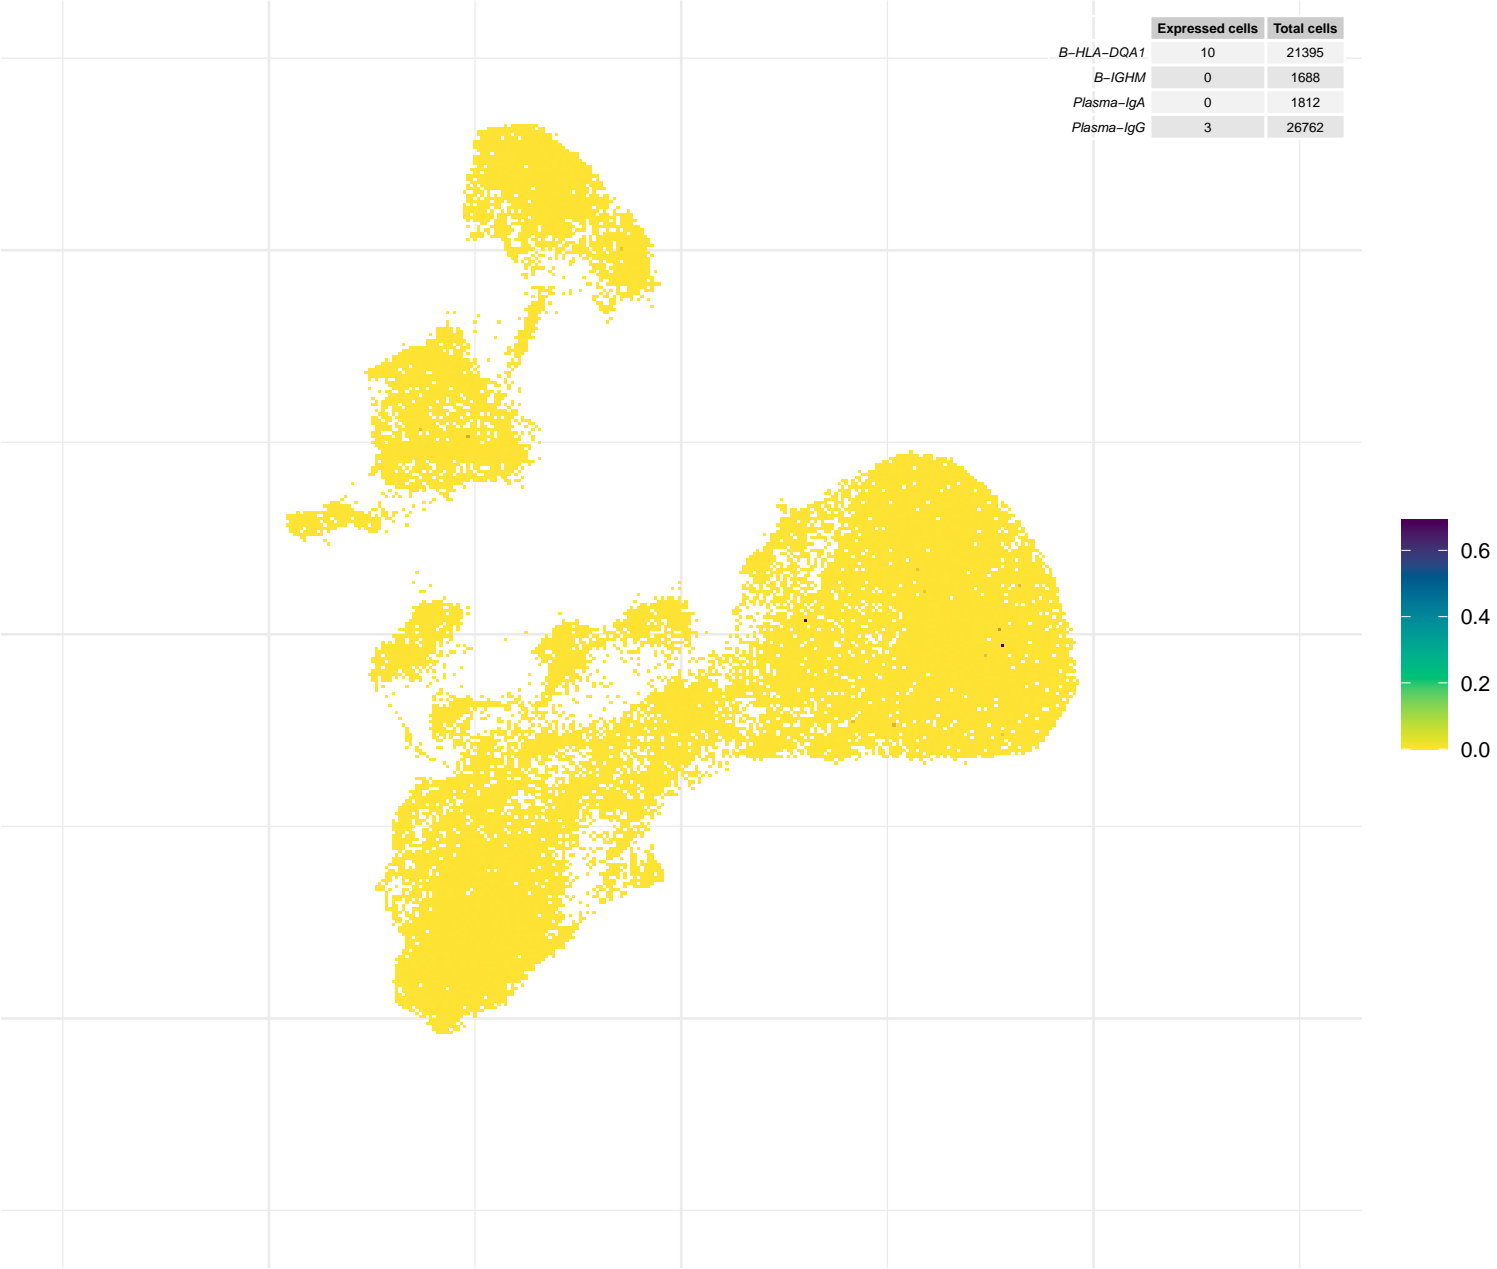 Expressed cells Total cells
B−HLA−DQA1 10 21395
B−IGHM 0 1688
Plasma−IgA 0 1812
Plasma−IgG 3 26762
0.6
0.4
0.2
0.0